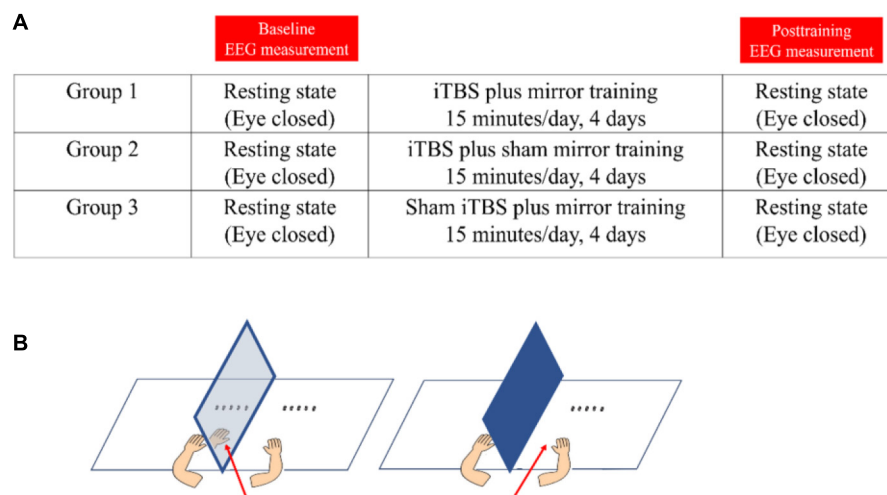 A
Baseline
EEG measurement
Posttraining
EEG measurement
Group 1
Resting state
(Eye closed)
iTBS plus mirror training
15 minutes/day, 4 days
Resting state
(Eye closed)
Group 2
Resting state
(Eye closed)
iTBS plus sham mirror training
15 minutes/day, 4 days
Resting state
(Eye closed)
Group 3
Resting state
(Eye closed)
Sham iTBS plus mirror training
15 minutes/day, 4 days
Resting state
(Eye closed)
B